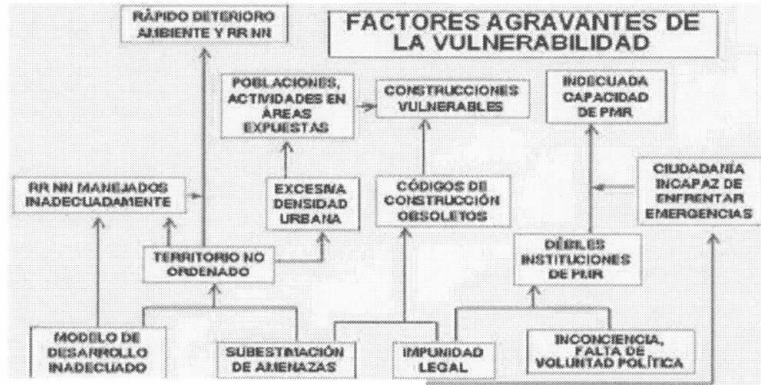 RÁPIDO DETERIORO
AMBIENTE Y RR NN
FACTORES AGRAVANTES DE
LA VULNERABILIDAD
POBLACIONES,
ACTIVIDADES EN
ÁREAS
EXPUESTAS
CONSTRUCCIONES
VULNERABLES
INDECUADA
CAPACIDAD
DE PMR
RR NN MANEJADOS
INADECUADAMENTE
EXCESIVA
DENSIDAD
URBANA
CÓDIGOS DE
CONSTRUCCIÓN
OBSOLETOS
CIUDADANÍA
INCAPAZ DE
ENFRENTAR
EMERGENCIAS
TERRITORIO NO
ORDENADO
DÉBILES
INSTITUCIONES
DE PMR
MODELO DE
DESARROLLO
INADECUADO
SUBESTIMACIÓN
DE AMENAZAS
IMPUNIDAD
LEGAL
INCONCIENCIA,
FALTA DE
VOLUNTAD POLÍTICA